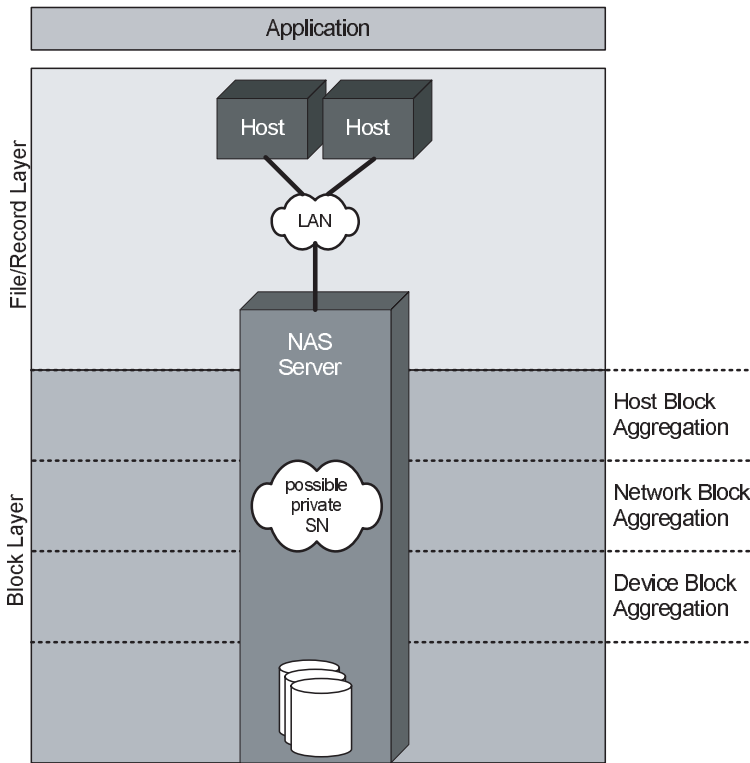 Application
File/Record Layer
Host
Host
LAN
NAS
Server
Block Layer
Host Block
Aggregation
possible
private
SN
Network Block
Aggregation
Device Block
Aggregation